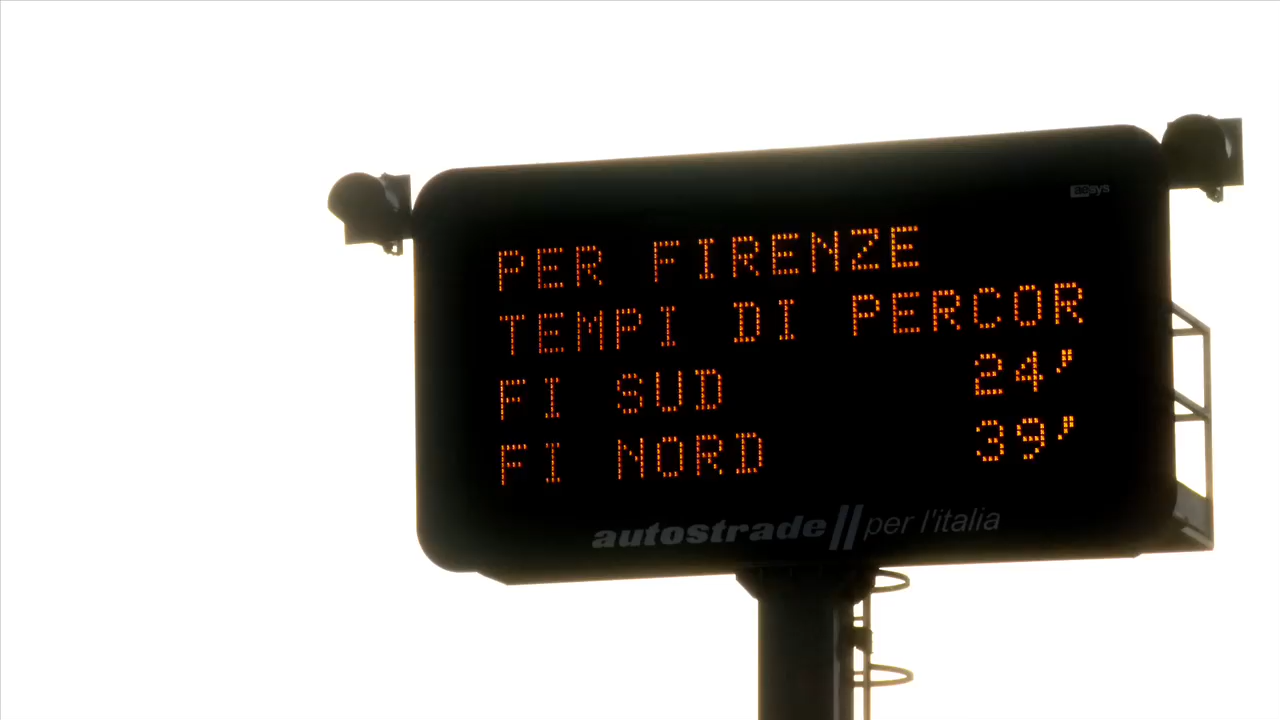 PER FIRENZE
TEMPI DI PERCOR
FI SUD 24'
FI NORD 39'
autostrade // per l'italia